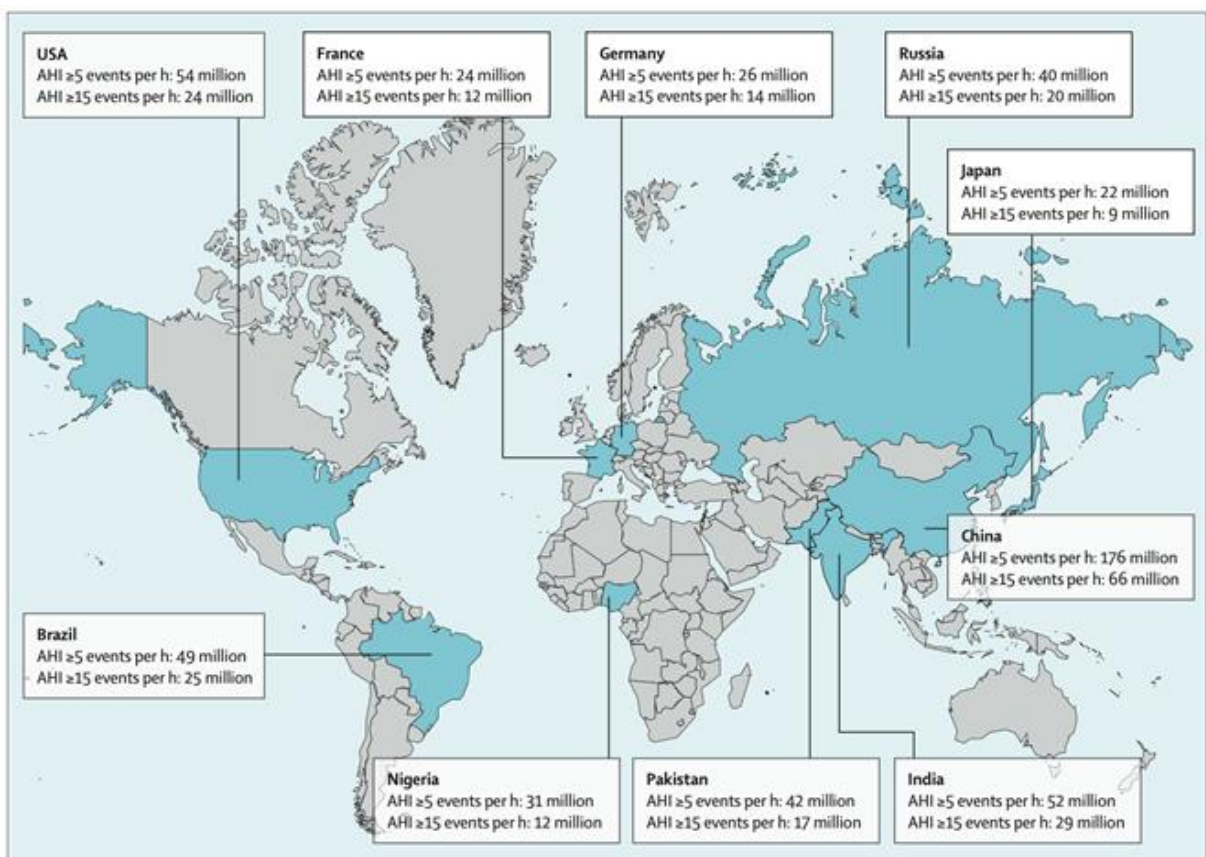 USA
AHI ≥5 events per h: 54 million
AHI ≥15 events per h: 24 million
France
AHI ≥5 events per h: 24 million
AHI ≥15 events per h: 12 million
Germany
AHI ≥5 events per h: 26 million
AHI ≥15 events per h: 14 million
Russia
AHI ≥5 events per h: 40 million
AHI ≥15 events per h: 20 million
Japan
AHI ≥5 events per h: 22 million
AHI ≥15 events per h: 9 million
China
AHI ≥5 events per h: 176 million
AHI ≥15 events per h: 66 million
Brazil
AHI ≥5 events per h: 49 million
AHI ≥15 events per h: 25 million
Nigeria
AHI ≥5 events per h: 31 million
AHI ≥15 events per h: 12 million
Pakistan
AHI ≥5 events per h: 42 million
AHI ≥15 events per h: 17 million
India
AHI ≥5 events per h: 52 million
AHI ≥15 events per h: 29 million